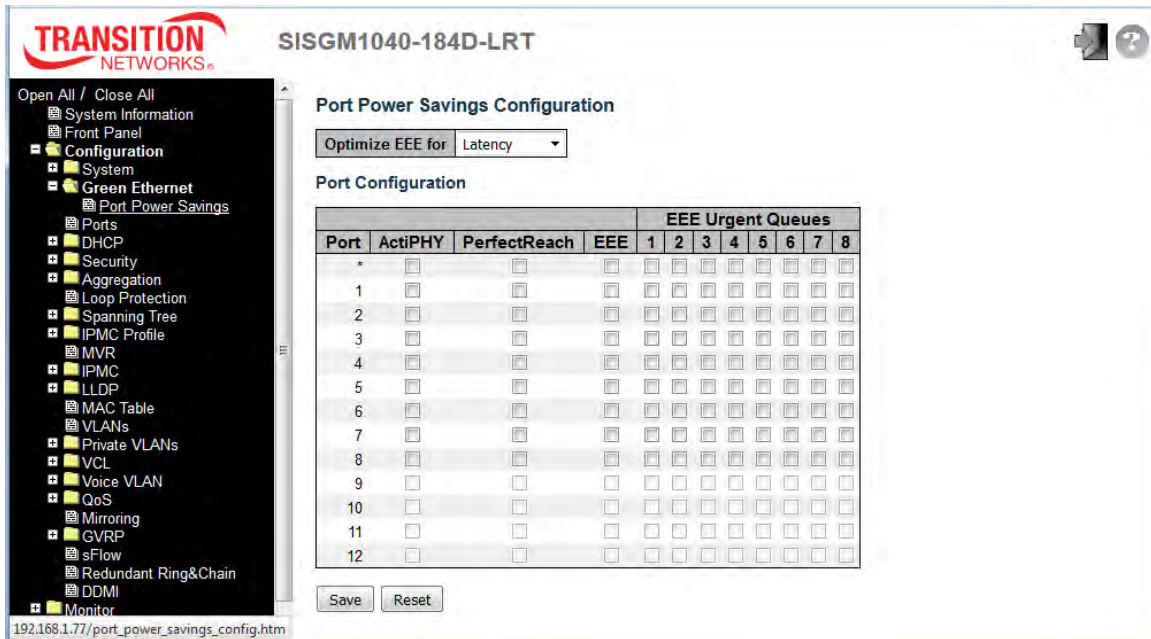 TRANSITION
NETWORKS®
SISGM1040-184D-LRT
?
Open All / Close All
System Information
Front Panel
Configuration
System
Green Ethernet
Port Power Savings
Ports
DHCP
Security
Aggregation
Loop Protection
Spanning Tree
IPMC Profile
MVR
IPMC
LLDP
MAC Table
VLANs
Private VLANs
VCL
Voice VLAN
QoS
Mirroring
GVRP
sFlow
Redundant Ring&Chain
DDMI
Monitor
192.168.1.77/port_power_savings_config.htm
Port Power Savings Configuration
Optimize EEE for Latency
Port Configuration
EEE Urgent Queues
Port ActiPHY PerfectReach EEE 1 2 3 4 5 6 7 8
*
1
2
3
4
5
6
7
8
9
10
11
12
Save Reset